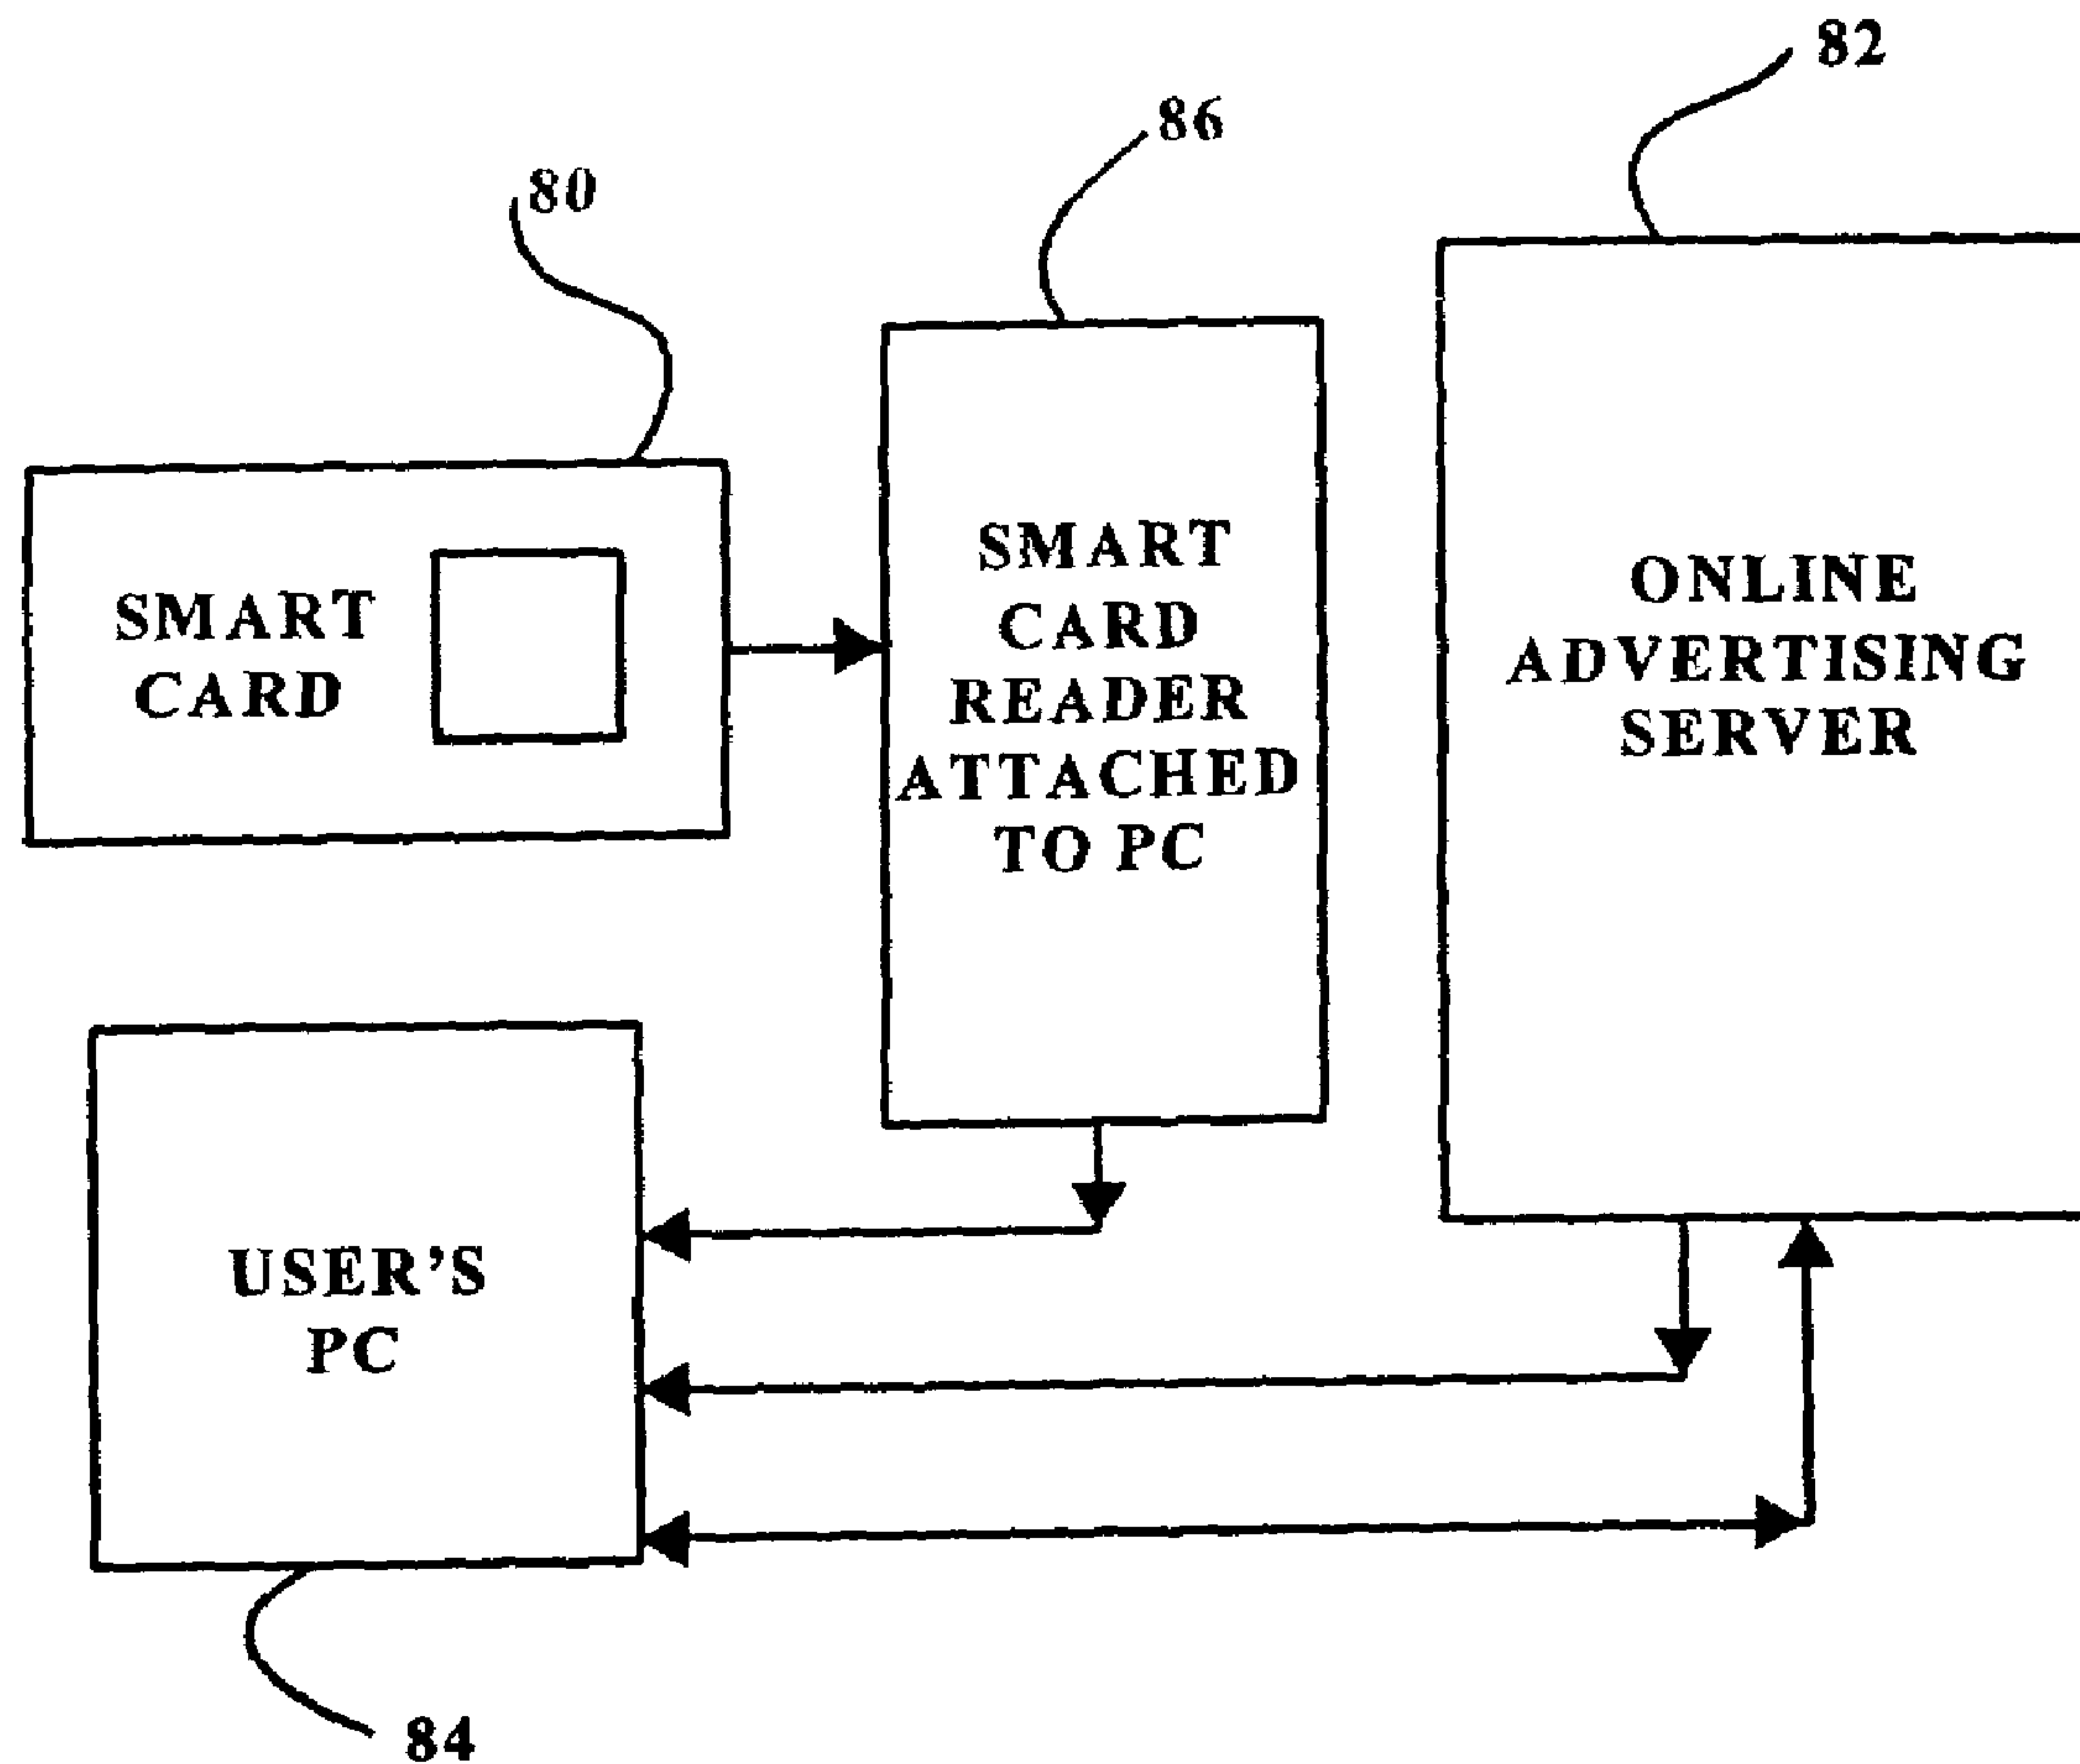 82
86
80
SMART
CARD
SMART
CARD
READER
ATTACHED
TO PC
ONLINE
ADVERTISING
SERVER
USER'S
PC
84